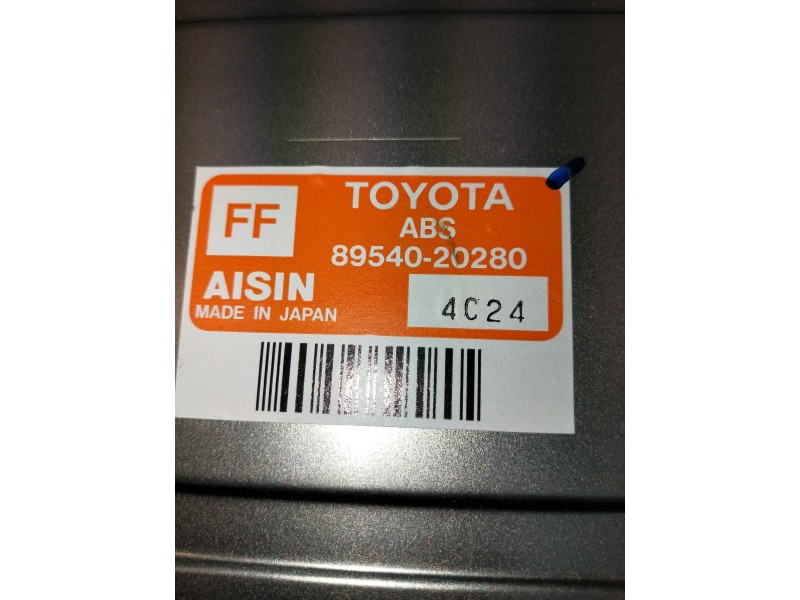 FF
TOYOTA
ABS
89540-20280
AISIN
MADE IN JAPAN
4C24